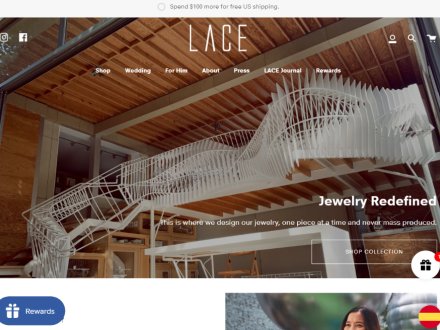 Spend $100 more for free US shipping.
LACE
Shop Wedding For Him About Press LACE Journal Rewards
Jewelry Redefined
This is where we design our jewelry, one piece at a time and never mass produced.
SHOP COLLECTION
Rewards